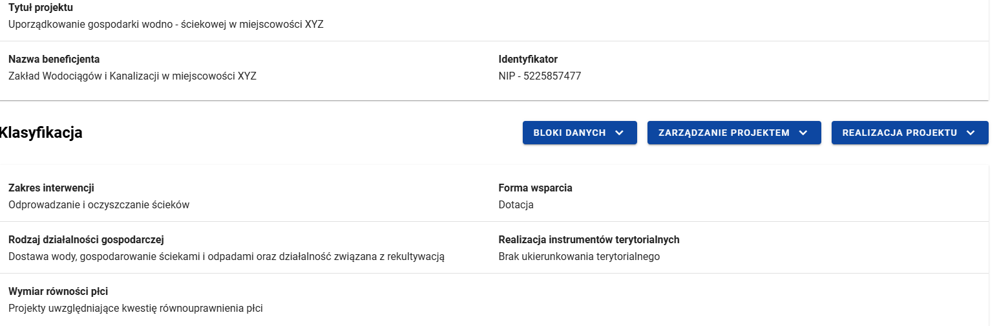 Tytuł projektu
Uporządkowanie gospodarki wodno - ściekowej w miejscowości XYZ
Nazwa beneficjenta
Zakład Wodociągów i Kanalizacji w miejscowości XYZ
Identyfikator
NIP - 5225857477
Klasyfikacja
BLOKI DANYCH
ZARZĄDZANIE PROJEKTEM
REALIZACJA PROJEKTU
Zakres interwencji
Odprowadzanie i oczyszczanie ścieków
Forma wsparcia
Dotacja
Rodzaj działalności gospodarczej
Dostawa wody, gospodarowanie ściekami i odpadami oraz działalność związana z rekultywacją
Realizacja instrumentów terytorialnych
Brak ukierunkowania terytorialnego
Wymiar równości płci
Projekty uwzględniające kwestię równouprawnienia płci